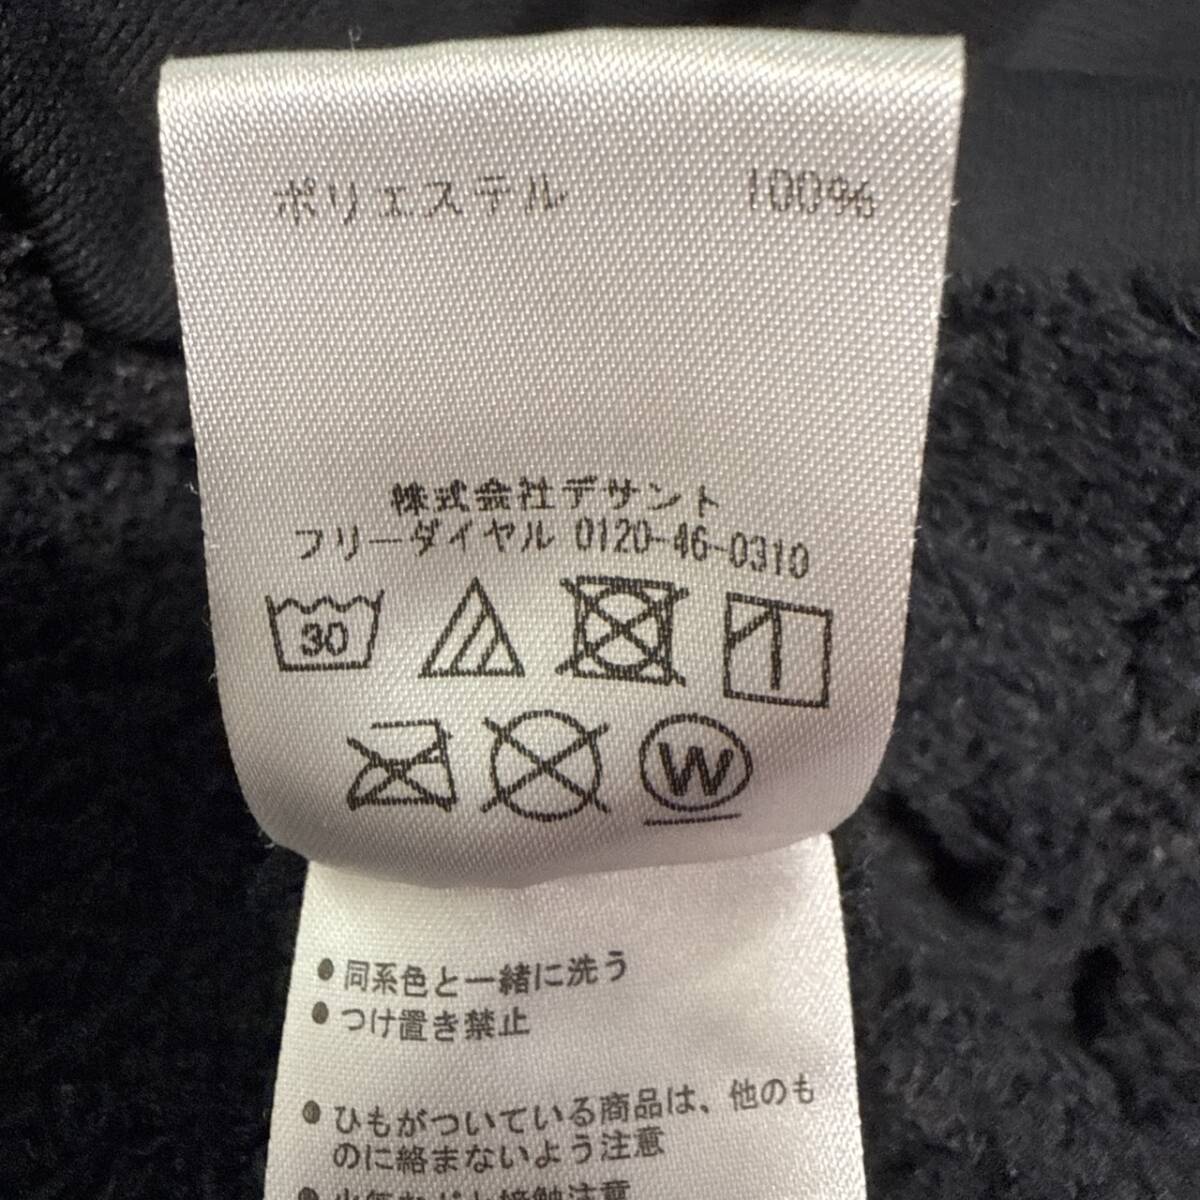 ポリエステル 100%
株式会社デサント
フリーダイヤル 0120-46-0310
30
W
●同系色と一緒に洗う
●つけ置き禁止
●ひもがついている商品は、他のも
のに絡まないよう注意